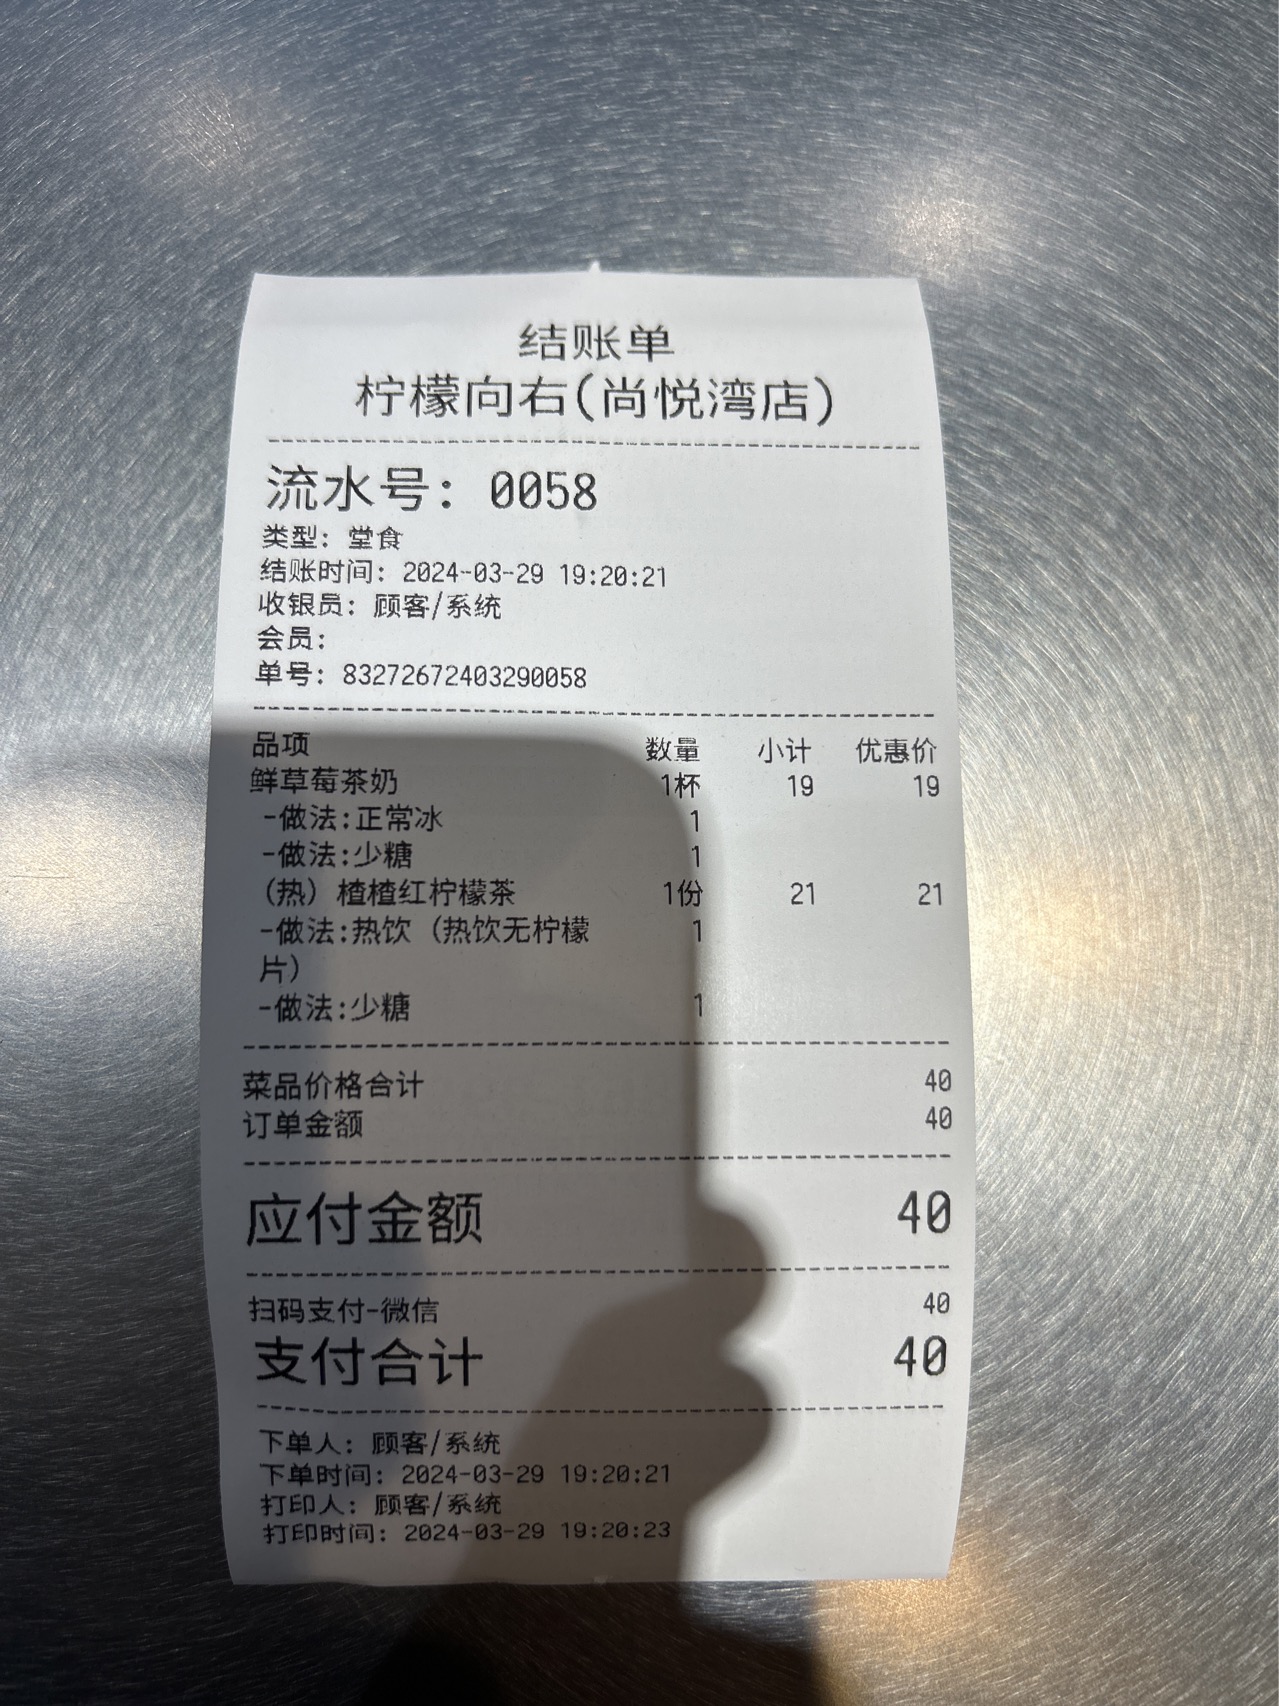 结账单
柠檬向右(尚悦湾店)
流水号: 0058
类型: 堂食
结账时间: 2024-03-29 19:20:21
收银员: 顾客/系统
会员:
单号: 83272672403290058
品项 数量 小计 优惠价
鲜草莓茶奶 1杯 19 19
-做法:正常冰 1
-做法:少糖 1
(热) 楂楂红柠檬茶 1份 21 21
-做法:热饮 (热饮无柠檬 1
片)
-做法:少糖 1
菜品价格合计 40
订单金额 40
应付金额 40
扫码支付-微信 40
支付合计 40
下单人: 顾客/系统
下单时间: 2024-03-29 19:20:21
打印人: 顾客/系统
打印时间: 2024-03-29 19:20:23